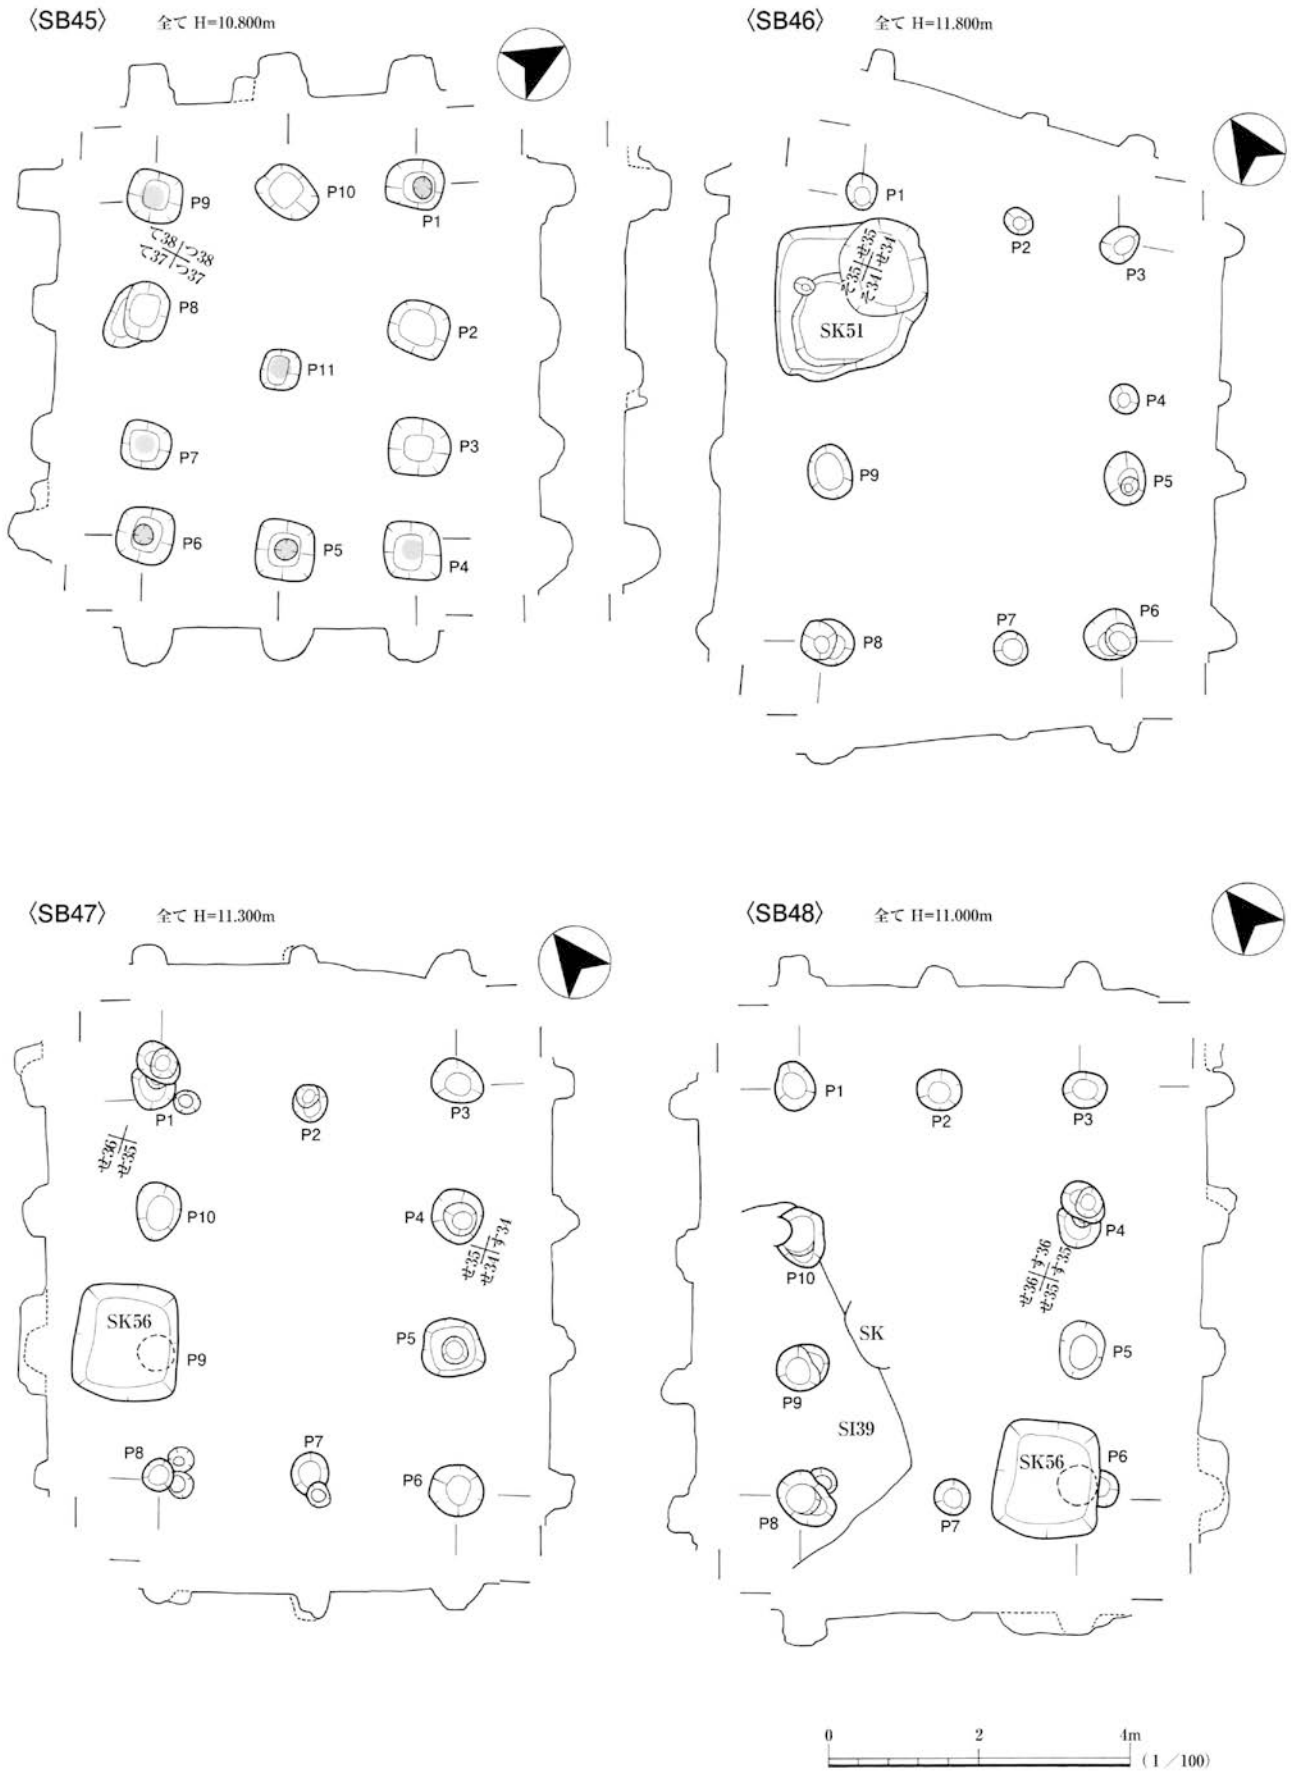 〈SB45〉 全て H=10.800m
P9
P10
P1
て38 つ38
て37 つ37
P8
P2
P11
P7
P3
P6
P5
P4
〈SB46〉 全て H=11.800m
P1
P2
P3
そ35 せ35
そ34 せ34
SK51
P4
P9
P5
P8
P7
P6
〈SB47〉 全て H=11.300m
P1
P2
P3
せ36
せ35
P10
P4
せ35 す34
せ34
SK56
P9
P5
P8
P7
P6
〈SB48〉 全て H=11.000m
P1
P2
P3
P4
せ36 す36
せ35 す35
P10
SK
P5
P9
SI39
SK56
P6
P8
P7
0 2 4m
(1/100)